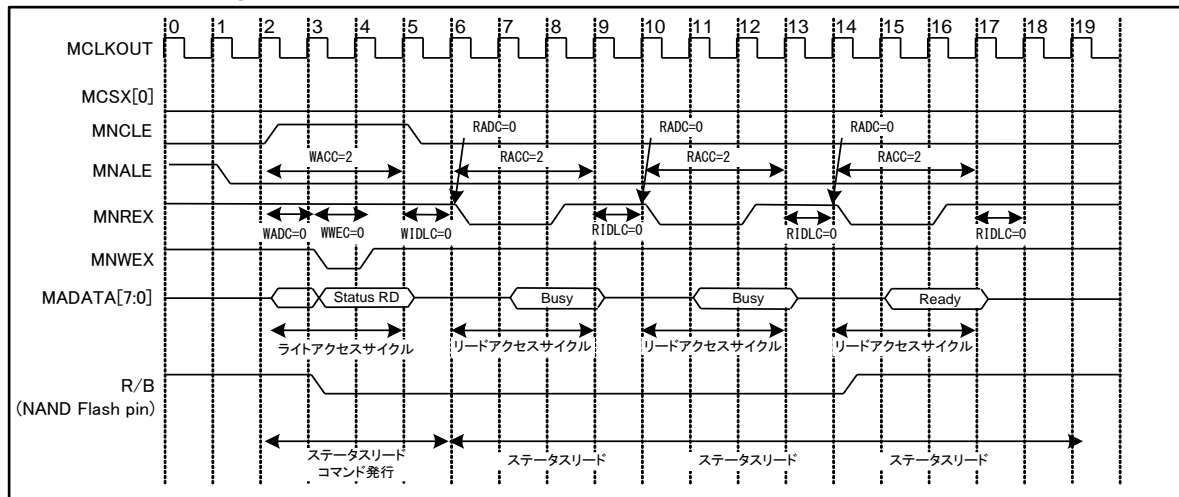 0 1 2 3 4 5 6 7 8 9 10 11 12 13 14 15 16 17 18 19
MCLKOUT
MCSX[0]
MNCLE
RADC=0 RADC=0 RADC=0
WACC=2 RACC=2 RACC=2 RACC=2
MNALE
MNREX
WADC=0 WWEC=0 WIDLC=0 RIDLC=0 RIDLC=0 RIDLC=0
MNWEX
MADATA[7:0] Status RD Busy Busy Ready
ライトアクセスサイクル リードアクセスサイクル リードアクセスサイクル リードアクセスサイクル
R/B
(NAND Flash pin)
ステータスリード ステータスリード ステータスリード ステータスリード
コマンド発行